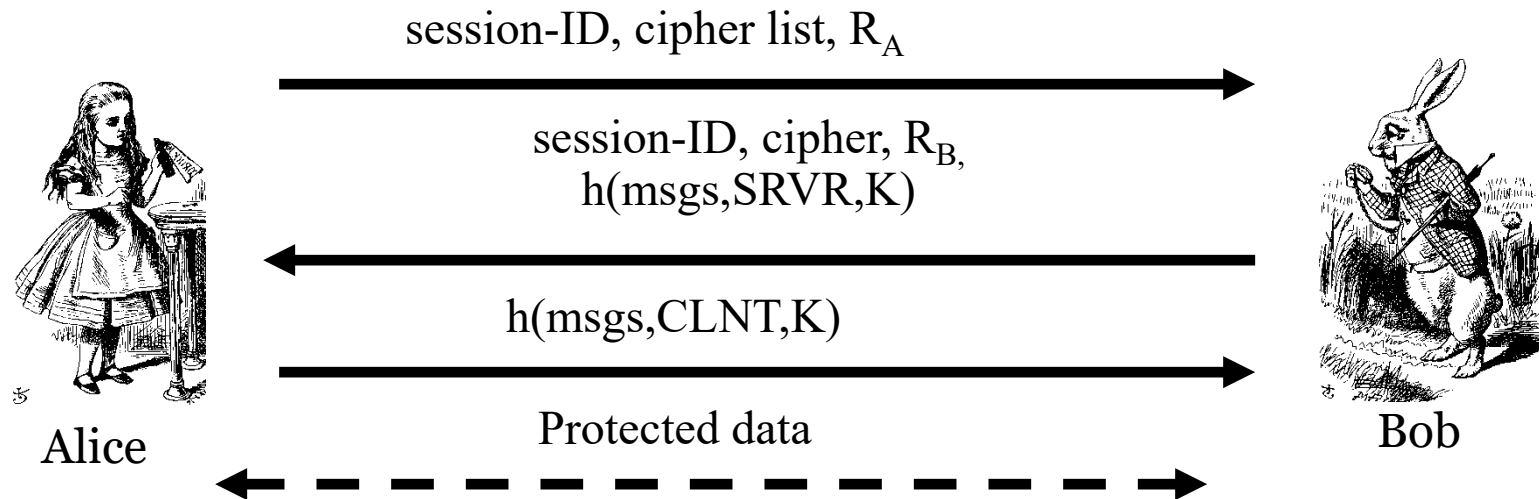 session-ID, cipher list, R_A
session-ID, cipher, R_B,
h(msgs,SRVR,K)
h(msgs,CLNT,K)
Protected data
Alice
Bob